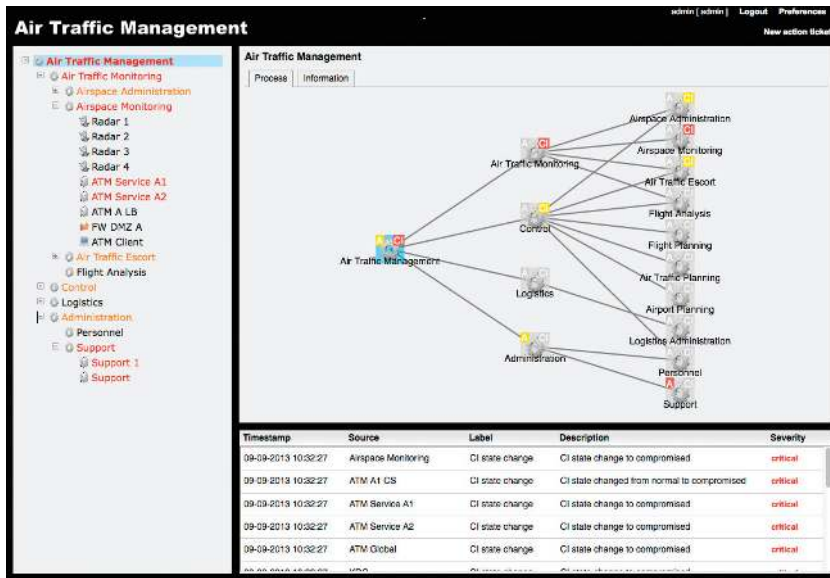 admin [ admin ] | Logout Preferences
Air Traffic Management
New action ticket
Air Traffic Management
Air Traffic Monitoring
Airspace Administration
Airspace Monitoring
Radar 1
Radar 2
Radar 3
Radar 4
ATM Service A1
ATM Service A2
ATM A LB
FW DMZ A
ATM Client
Air Traffic Escort
Flight Analysis
Control
Logistics
Administration
Personnel
Support
Support 1
Support
Air Traffic Management
Process Information
Airspace Administration
CI
Airspace Monitoring
CI
Air Traffic Monitoring
Air Traffic Escort
Flight Analysis
Control
Flight Planning
A CI
Air Traffic Management
Air Traffic Planning
Logistics
Airport Planning
Logistics Administration
A
Administration
Personnel
A
Support
Timestamp Source Label Description Severity
09-09-2013 10:32:27 Airspace Monitoring CI state change CI state change to compromised critical
09-09-2013 10:32:27 ATM A1 CS CI state change CI state changed from normal to compromised critical
09-09-2013 10:32:27 ATM Service A1 CI state change CI state change to compromised critical
09-09-2013 10:32:27 ATM Service A2 CI state change CI state change to compromised critical
09-09-2013 10:32:27 ATM Global CI state change CI state change to compromised critical